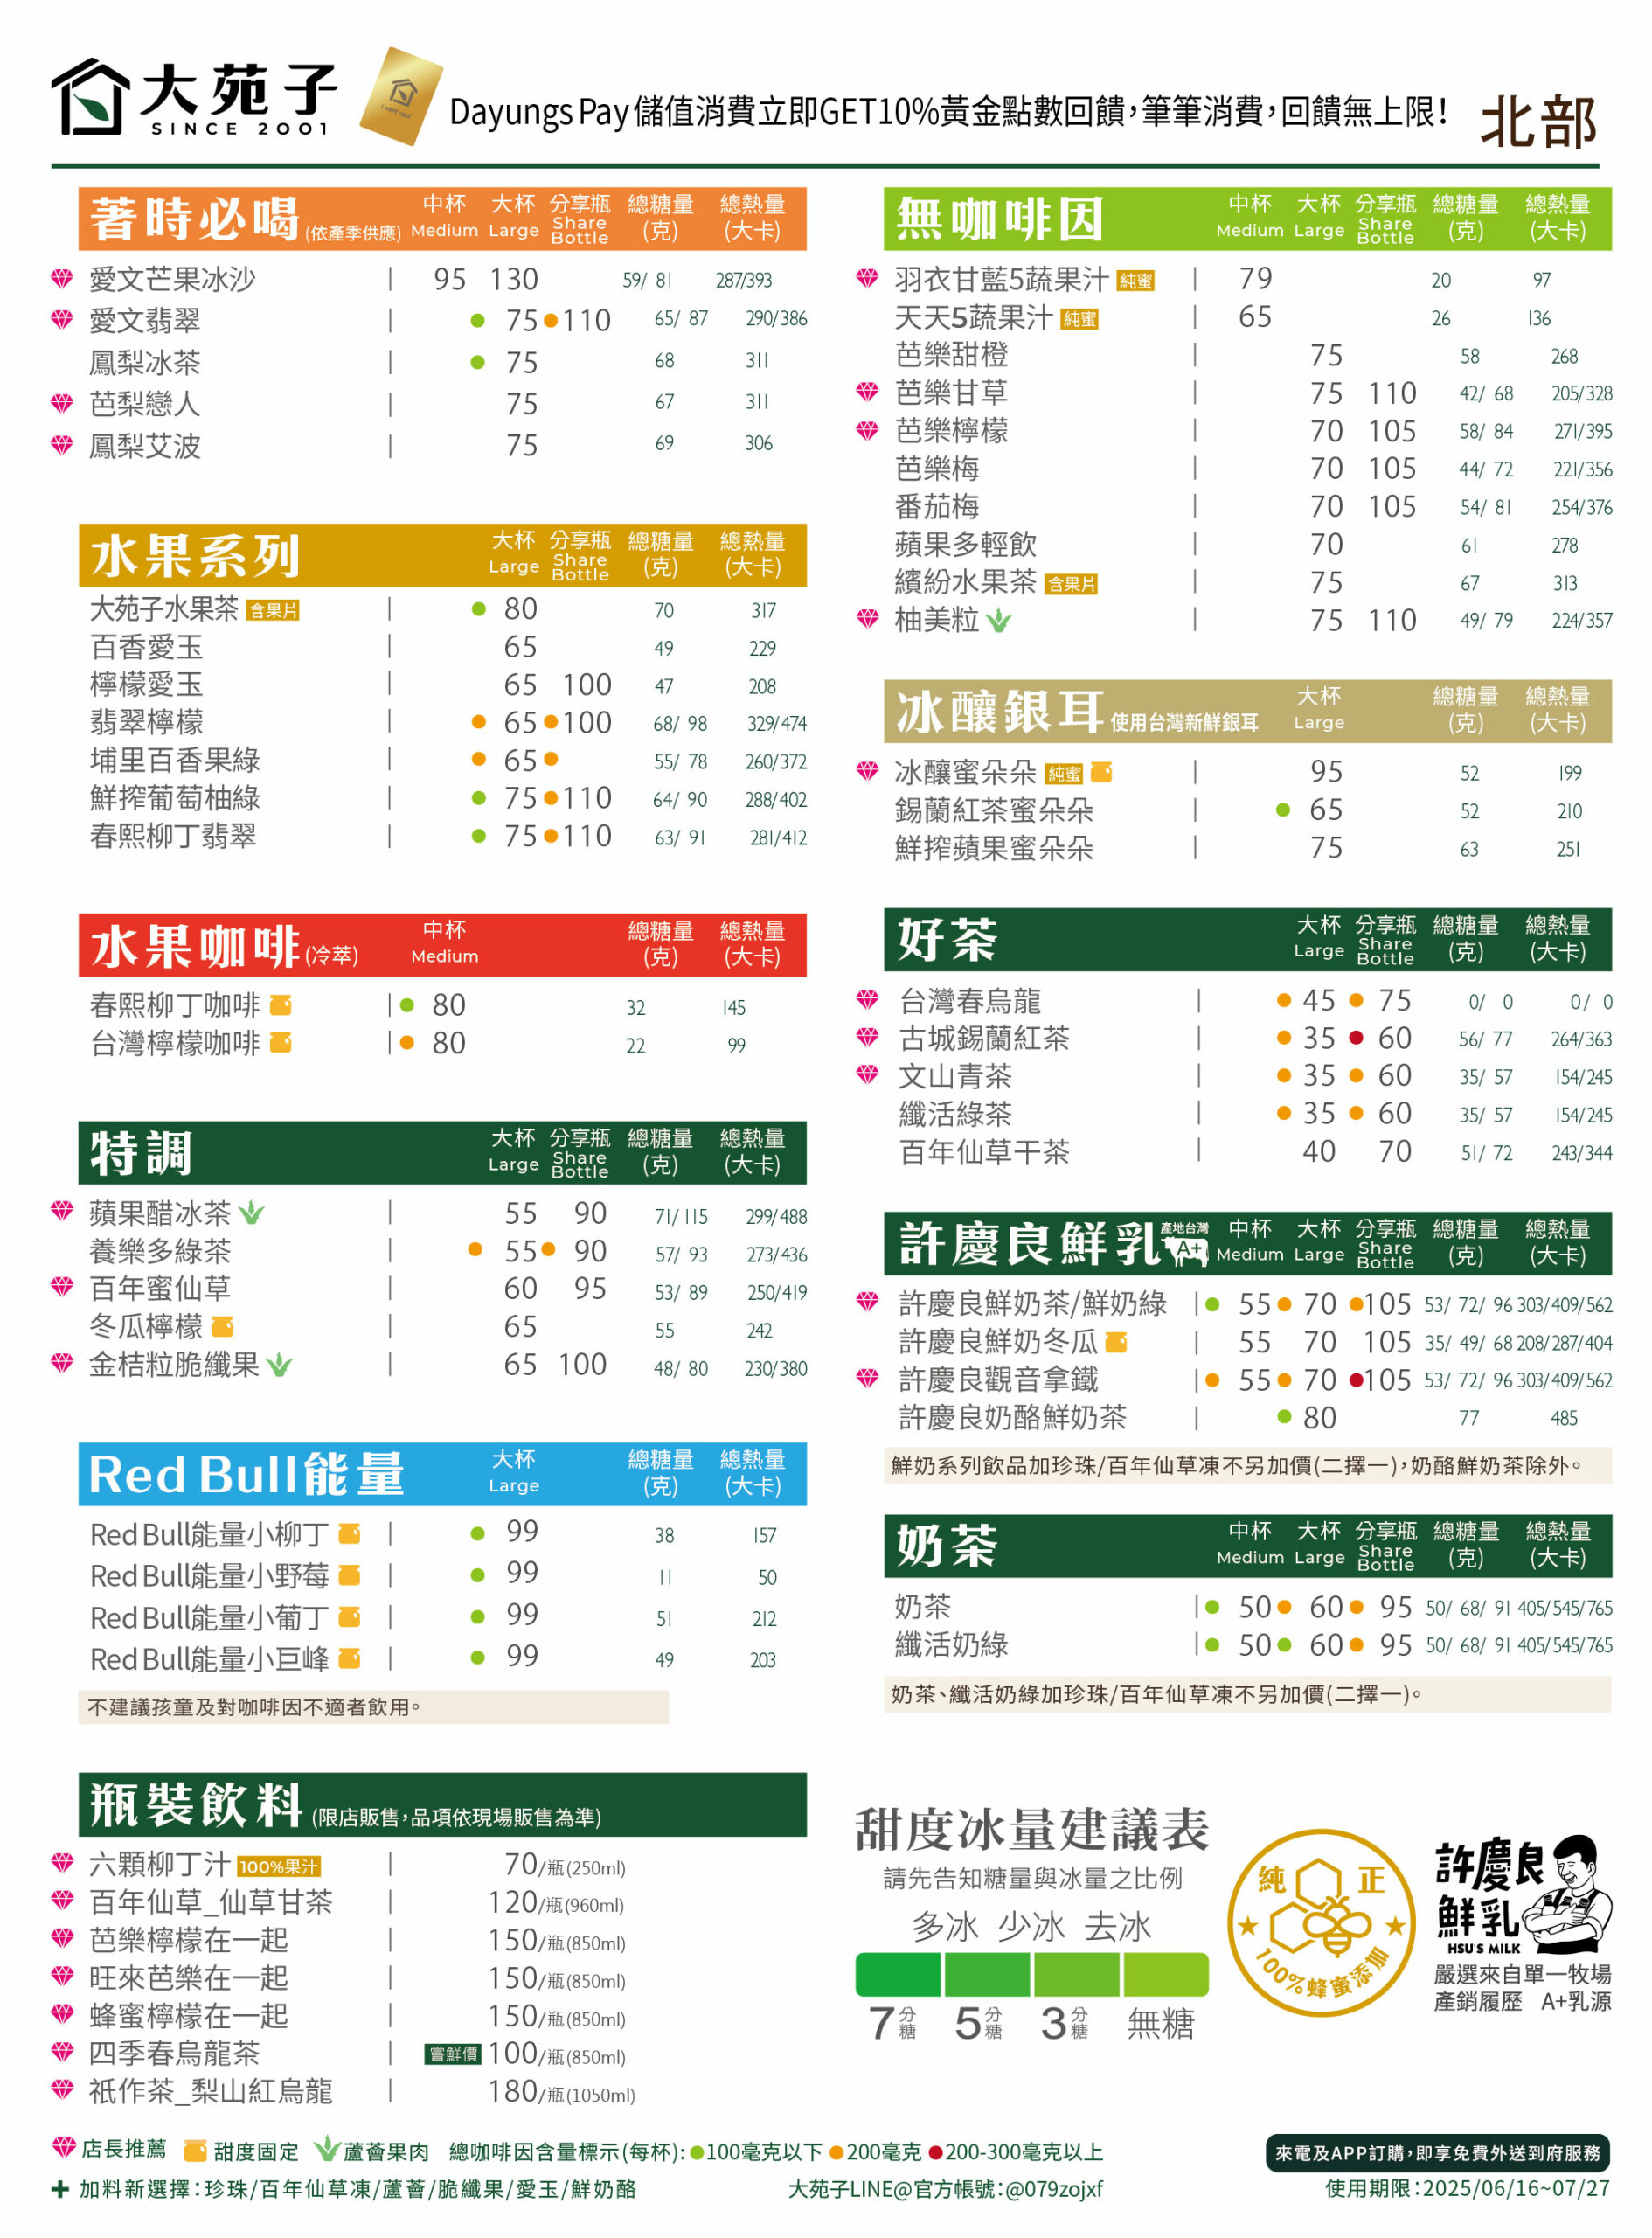 大苑子
SINCE 2001
Dayungs Pay儲值消費立即GET10%黃金點數回饋，筆筆消費，回饋無上限！
北部
著時必喝(依產季供應) 中杯 Medium 大杯 Large 分享瓶 Share Bottle 總糖量(克) 總熱量(大卡)
愛文芒果冰沙 | 95 130 59/ 81 287/393
愛文翡翠 | 75 110 65/ 87 290/386
鳳梨冰茶 | 75 68 311
芭梨戀人 | 75 67 311
鳳梨艾波 | 75 69 306
水果系列 大杯 Large 分享瓶 Share Bottle 總糖量(克) 總熱量(大卡)
大苑子水果茶 含果片 | 80 70 317
百香愛玉 | 65 49 229
檸檬愛玉 | 65 100 47 208
翡翠檸檬 | 65 100 68/ 98 329/474
埔里百香果綠 | 65 55/ 78 260/372
鮮搾葡萄柚綠 | 75 110 64/ 90 288/402
春熙柳丁翡翠 | 75 110 63/ 91 281/412
水果咖啡(冷萃) 中杯 Medium 總糖量(克) 總熱量(大卡)
春熙柳丁咖啡 | 80 32 145
台灣檸檬咖啡 | 80 22 99
特調 大杯 Large 分享瓶 Share Bottle 總糖量(克) 總熱量(大卡)
蘋果醋冰茶 | 55 90 71/ 115 299/488
養樂多綠茶 | 55 90 57/ 93 273/436
百年蜜仙草 | 60 95 53/ 89 250/419
冬瓜檸檬 | 65 55 242
金桔粒脆纖果 | 65 100 48/ 80 230/380
Red Bull能量 大杯 Large 總糖量(克) 總熱量(大卡)
Red Bull能量小柳丁 | 99 38 157
Red Bull能量小野莓 | 99 11 50
Red Bull能量小葡丁 | 99 51 212
Red Bull能量小巨峰 | 99 49 203
不建議孩童及對咖啡因不適者飲用。
瓶裝飲料(限店販售，品項依現場販售為準)
六顆柳丁汁 100%果汁 | 70/瓶(250ml)
百年仙草_仙草甘茶 | 120/瓶(960ml)
芭樂檸檬在一起 | 150/瓶(850ml)
旺來芭樂在一起 | 150/瓶(850ml)
蜂蜜檸檬在一起 | 150/瓶(850ml)
四季春烏龍茶 | 嘗鮮價 100/瓶(850ml)
祇作茶_梨山紅烏龍 | 180/瓶(1050ml)
無咖啡因 中杯 Medium 大杯 Large 分享瓶 Share Bottle 總糖量(克) 總熱量(大卡)
羽衣甘藍5蔬果汁 純蜜 | 79 20 97
天天5蔬果汁 純蜜 | 65 26 136
芭樂甜橙 | 75 58 268
芭樂甘草 | 75 110 42/ 68 205/328
芭樂檸檬 | 70 105 58/ 84 271/395
芭樂梅 | 70 105 44/ 72 221/356
番茄梅 | 70 105 54/ 81 254/376
蘋果多輕飲 | 70 61 278
繽紛水果茶 含果片 | 75 67 313
柚美粒 | 75 110 49/ 79 224/357
冰釀銀耳 使用台灣新鮮銀耳 大杯 Large 總糖量(克) 總熱量(大卡)
冰釀蜜朵朵 純蜜 | 95 52 199
錫蘭紅茶蜜朵朵 | 65 52 210
鮮搾蘋果蜜朵朵 | 75 63 251
好茶 大杯 Large 分享瓶 Share Bottle 總糖量(克) 總熱量(大卡)
台灣春烏龍 | 45 75 0/ 0 0/ 0
古城錫蘭紅茶 | 35 60 56/ 77 264/363
文山青茶 | 35 60 35/ 57 154/245
纖活綠茶 | 35 60 35/ 57 154/245
百年仙草干茶 | 40 70 51/ 72 243/344
許慶良鮮乳 產地台灣 A+ 中杯 Medium 大杯 Large 分享瓶 Share Bottle 總糖量(克) 總熱量(大卡)
許慶良鮮奶茶/鮮奶綠 | 55 70 105 53/ 72/ 96 303/409/562
許慶良鮮奶冬瓜 | 55 70 105 35/ 49/ 68 208/287/404
許慶良觀音拿鐵 | 55 70 105 53/ 72/ 96 303/409/562
許慶良奶酪鮮奶茶 | 80 77 485
鮮奶系列飲品加珍珠/百年仙草凍不另加價(二擇一)，奶酪鮮奶茶除外。
奶茶 中杯 Medium 大杯 Large 分享瓶 Share Bottle 總糖量(克) 總熱量(大卡)
奶茶 | 50 60 95 50/ 68/ 91 405/545/765
纖活奶綠 | 50 60 95 50/ 68/ 91 405/545/765
奶茶、纖活奶綠加珍珠/百年仙草凍不另加價(二擇一)。
甜度冰量建議表
請先告知糖量與冰量之比例
多冰 少冰 去冰
7分糖 5分糖 3分糖 無糖
純正
100%蜂蜜添加
許慶良
鮮乳
HSU'S MILK
嚴選來自單一牧場
產銷履歷 A+乳源
店長推薦 甜度固定 蘆薈果肉 總咖啡因含量標示(每杯): 100毫克以下 200毫克 200-300毫克以上
來電及APP訂購，即享免費外送到府服務
加料新選擇：珍珠/百年仙草凍/蘆薈/脆纖果/愛玉/鮮奶酪
大苑子LINE@官方帳號：@079zojxf
使用期限：2025/06/16~07/27